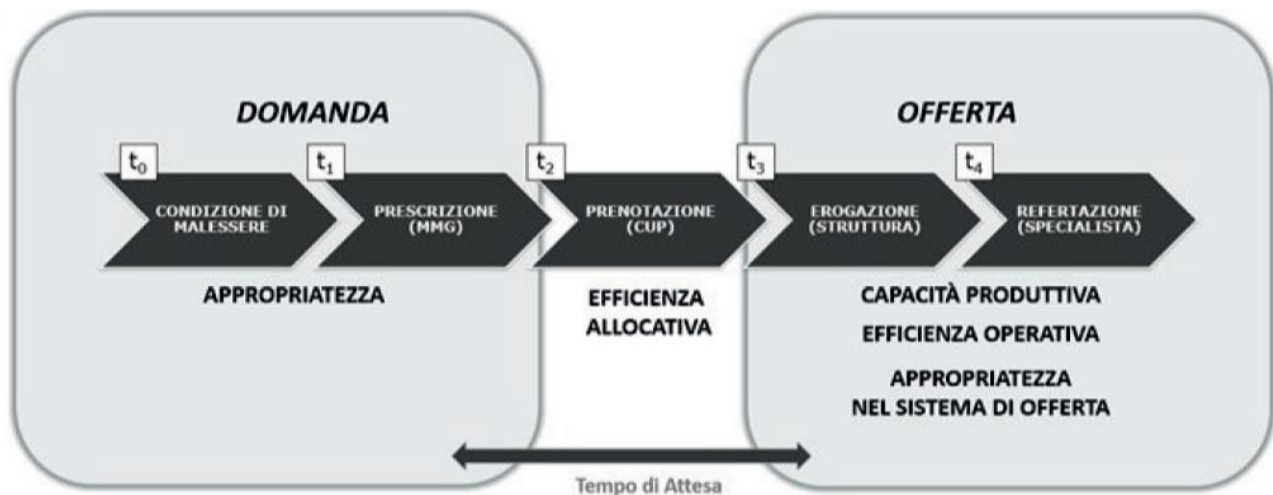 DOMANDA
OFFERTA
t0
t1
t2
t3
t4
CONDIZIONE DI
MALESSERE
PRESCRIZIONE
(MMG)
PRENOTAZIONE
(CUP)
EROGAZIONE
(STRUTTURA)
REFERTAZIONE
(SPECIALISTA)
APPROPRIATEZZA
EFFICIENZA
ALLOCATIVA
CAPACITÀ PRODUTTIVA
EFFICIENZA OPERATIVA
APPROPRIATEZZA
NEL SISTEMA DI OFFERTA
Tempo di Attesa